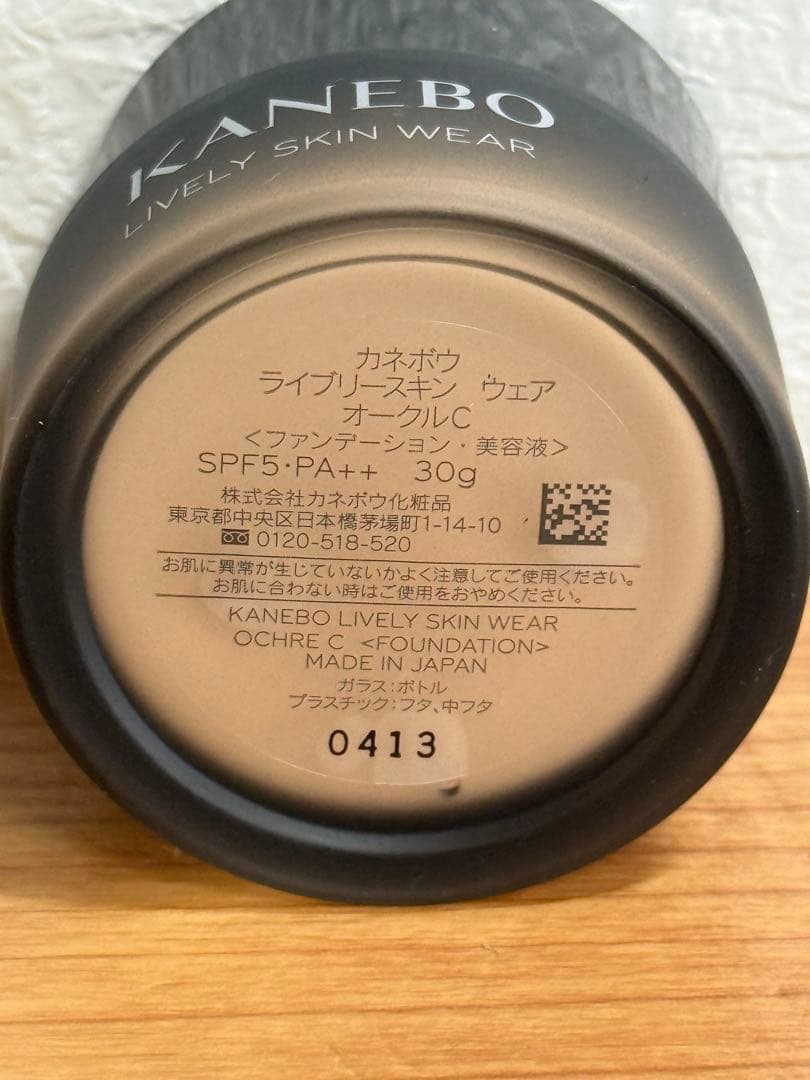 KANEBO
LIVELY SKIN WEAR
カネボウ
ライブリースキン ウェア
オークルC
<ファンデーション・美容液>
SPF5・PA++ 30g
株式会社カネボウ化粧品
東京都中央区日本橋茅場町1-14-10
0120-518-520
お肌に異常が生じていないかよく注意してご使用ください。
お肌に合わない時はご使用をおやめください。
KANEBO LIVELY SKIN WEAR
OCHRE C <FOUNDATION>
MADE IN JAPAN
ガラス:ボトル
プラスチック:フタ、中フタ
0413